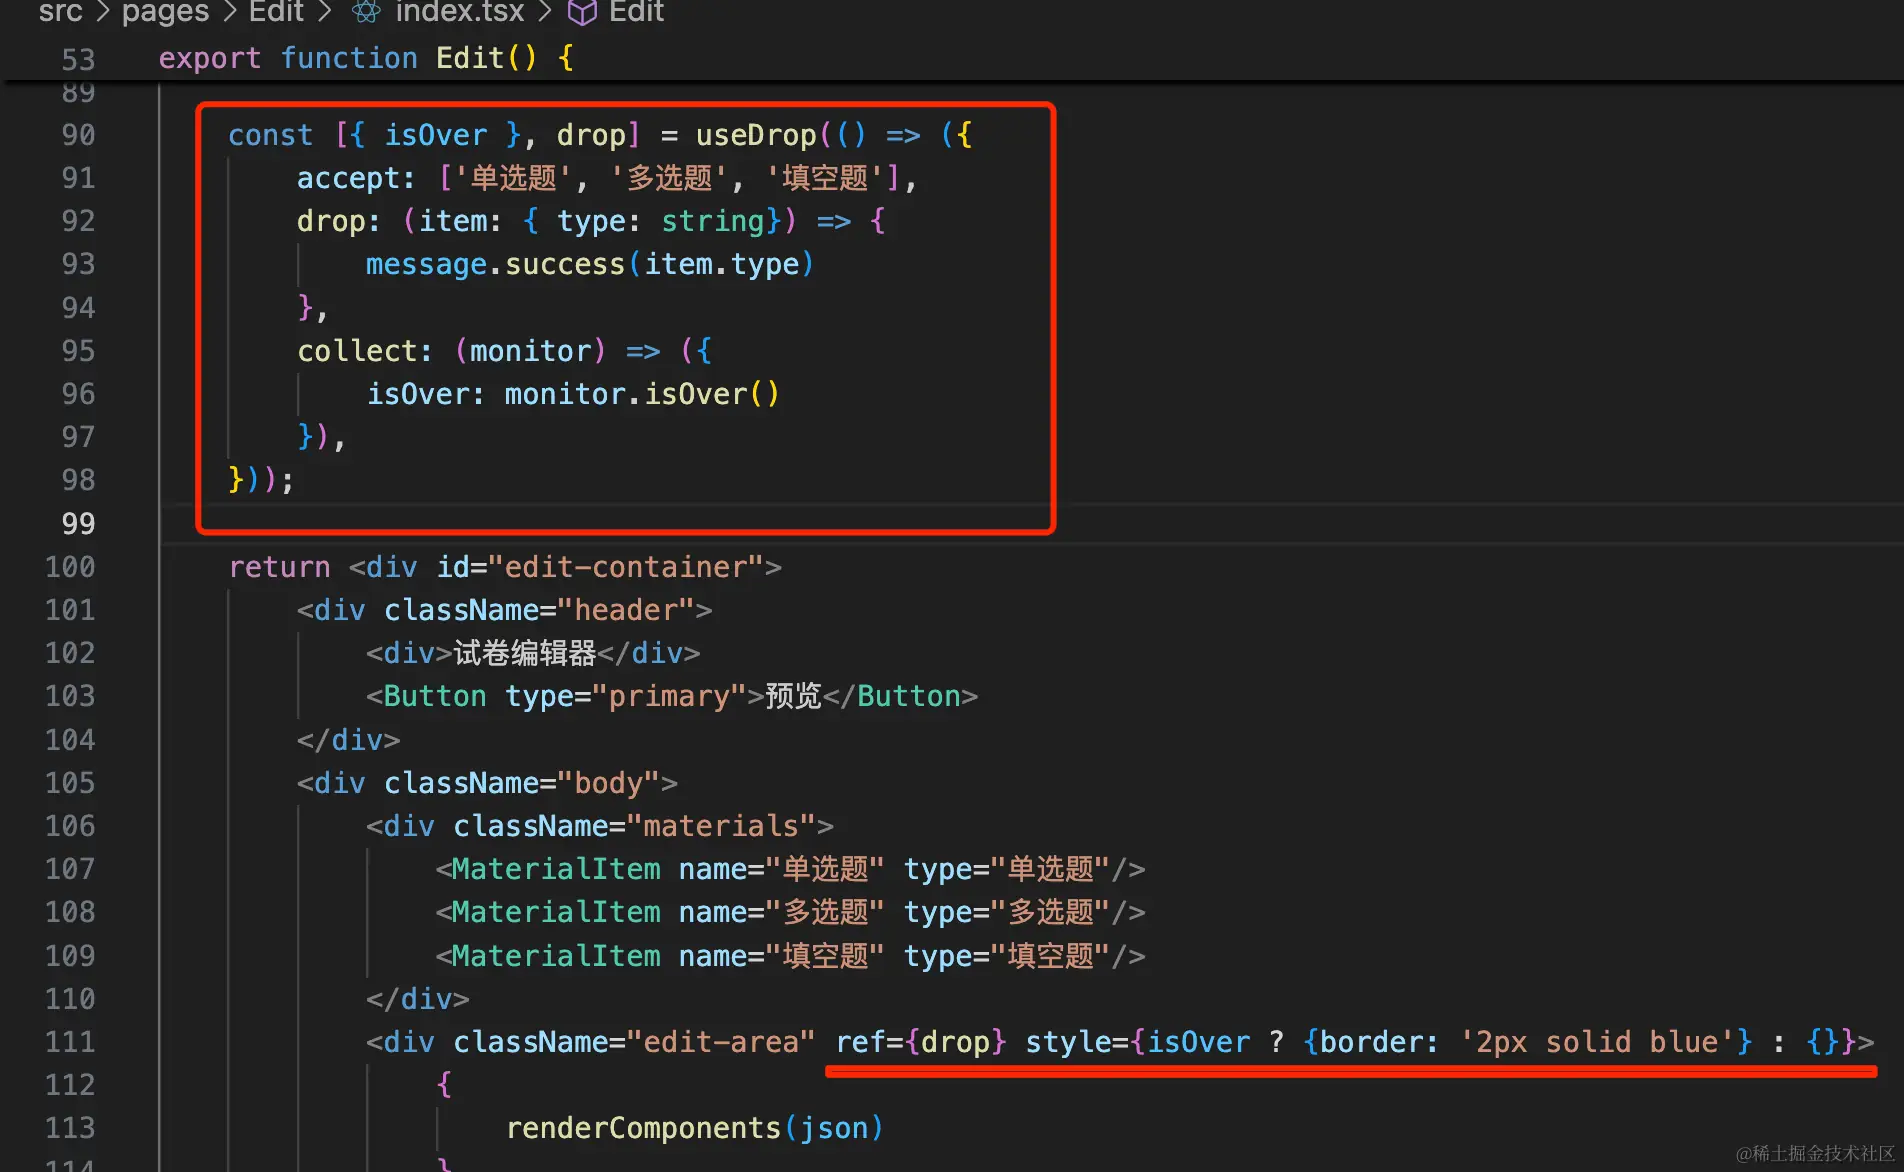 src > pages > Edit > index.tsx > Edit
53 export function Edit() {
89
90 const [{ isOver }, drop] = useDrop(() => ({
91 accept: ['单选题', '多选题', '填空题'],
92 drop: (item: { type: string}) => {
93 message.success(item.type)
94 },
95 collect: (monitor) => ({
96 isOver: monitor.isOver()
97 }),
98 }));
99
100 return <div id="edit-container">
101 <div className="header">
102 <div>试卷编辑器</div>
103 <Button type="primary">预览</Button>
104 </div>
105 <div className="body">
106 <div className="materials">
107 <MaterialItem name="单选题" type="单选题"/>
108 <MaterialItem name="多选题" type="多选题"/>
109 <MaterialItem name="填空题" type="填空题"/>
110 </div>
111 <div className="edit-area" ref={drop} style={isOver ? {border: '2px solid blue'} : {}}>
112 {
113 renderComponents(json)
114 }
@稀土掘金技术社区